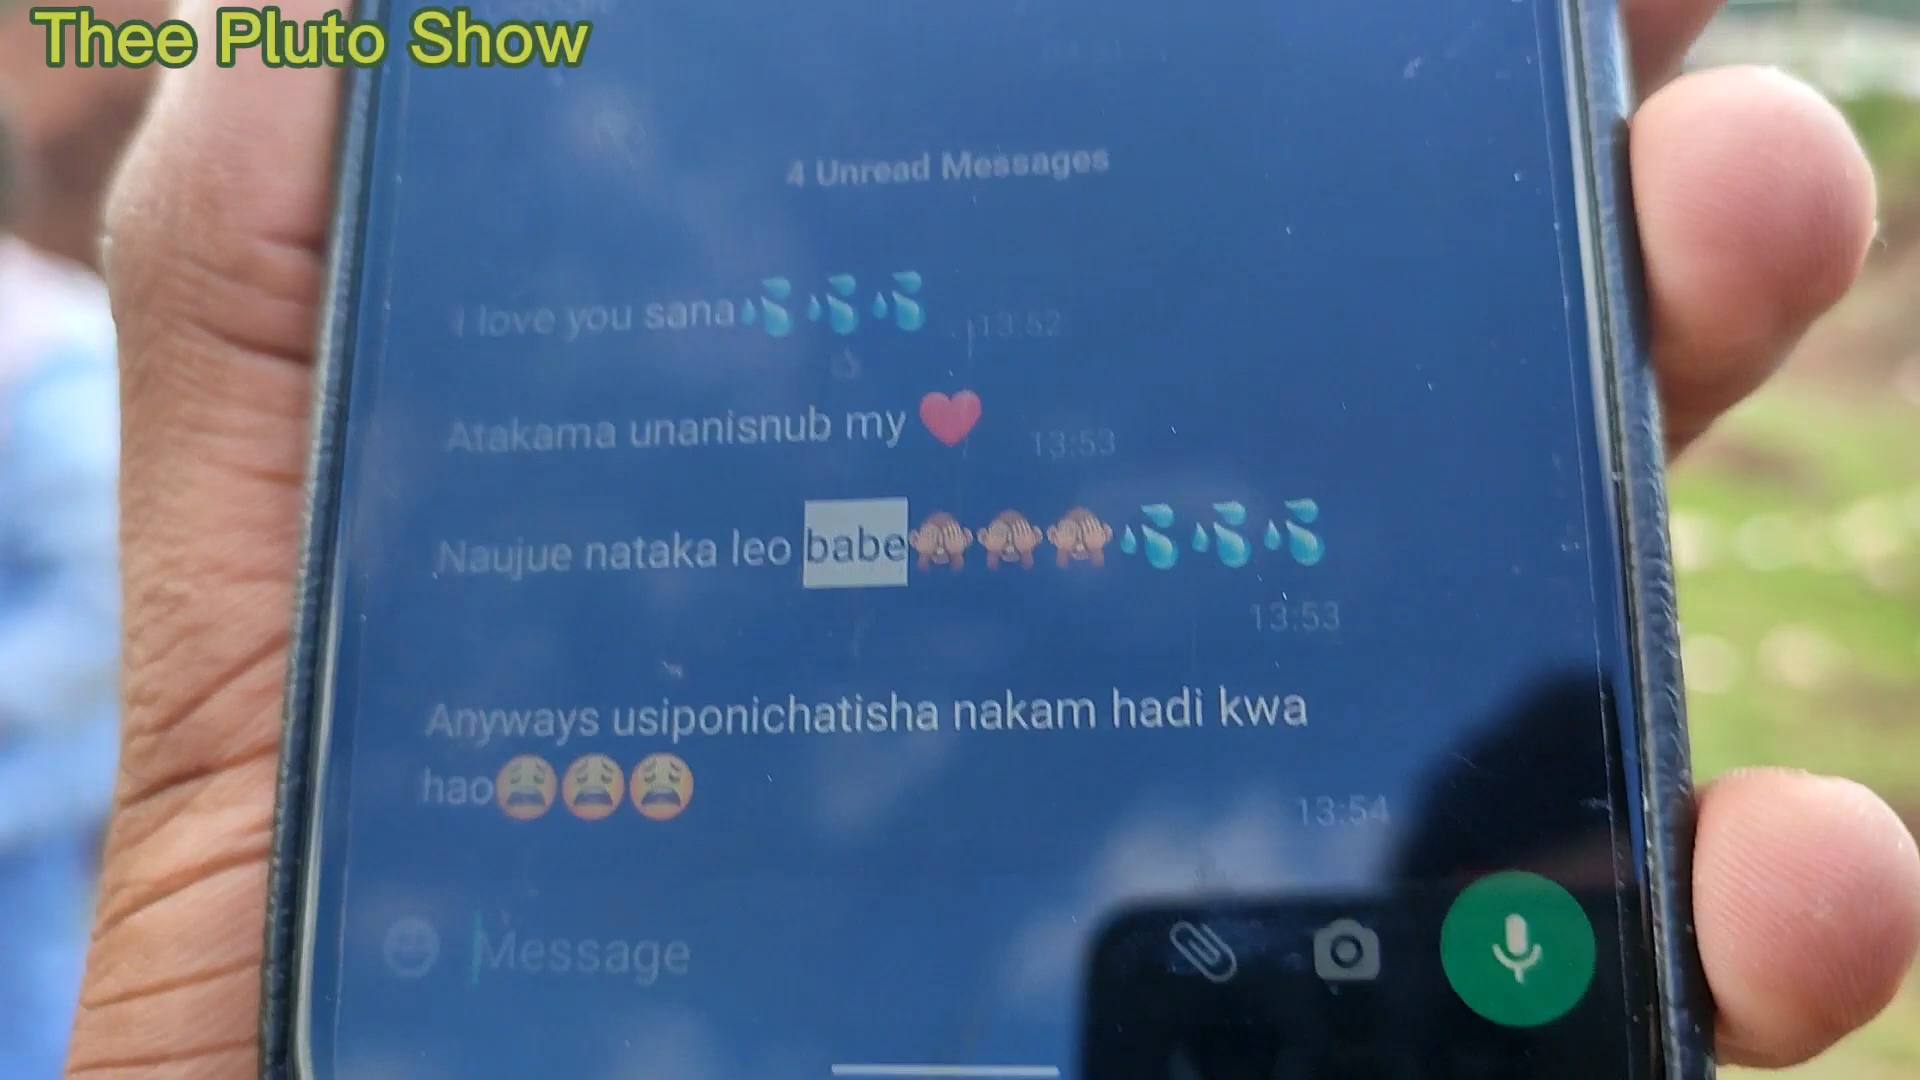 Thee Pluto Show
4 Unread Messages
I love you sana💦💦💦 13:52
Atakama unanisnub my ❤️ 13:53
Naujue nataka leo babe🙈🙈🙈💦💦💦
13:53
Anyways usiponichatisha nakam hadi kwa
hao😩😩😩 13:54
Message